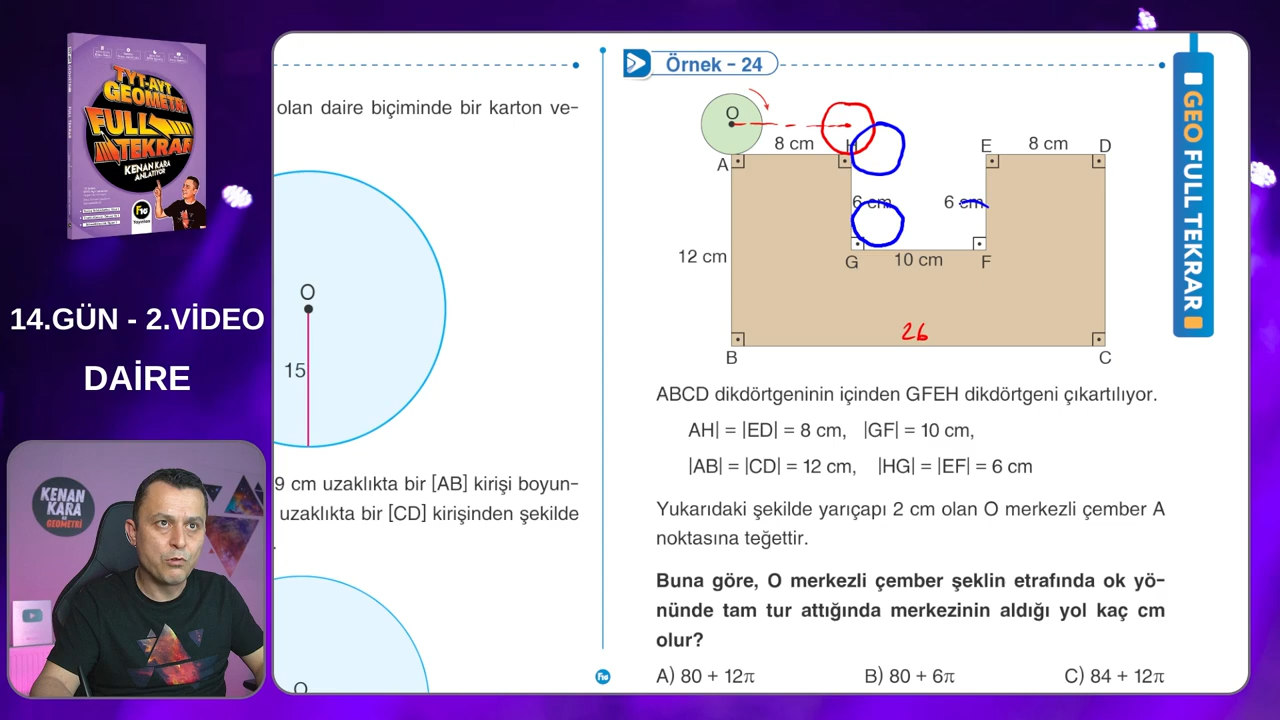 TYT-AYT
GEOMETRİ
FULL
TEKRAR
KENAN KARA
ANLATIYOR
F10
Yayınları
14.GÜN - 2.VİDEO
DAİRE
KENAN
KARA
GEOMETRİ
olan daire biçiminde bir karton ve-
O
15
9 cm uzaklıkta bir [AB] kirişi boyun-
uzaklıkta bir [CD] kirişinden şekilde
O
F10
Örnek - 24
O
8 cm
H
E
8 cm
D
A
6 cm
6 cm
12 cm
G
10 cm
F
26
B
C
ABCD dikdörtgeninin içinden GFEH dikdörtgeni çıkartılıyor.
AH| = |ED| = 8 cm, |GF| = 10 cm,
|AB| = |CD| = 12 cm, |HG| = |EF| = 6 cm
Yukarıdaki şekilde yarıçapı 2 cm olan O merkezli çember A
noktasına teğettir.
Buna göre, O merkezli çember şeklin etrafında ok yö-
nünde tam tur attığında merkezinin aldığı yol kaç cm
olur?
A) 80 + 12π B) 80 + 6π C) 84 + 12π
GEO FULL TEKRAR